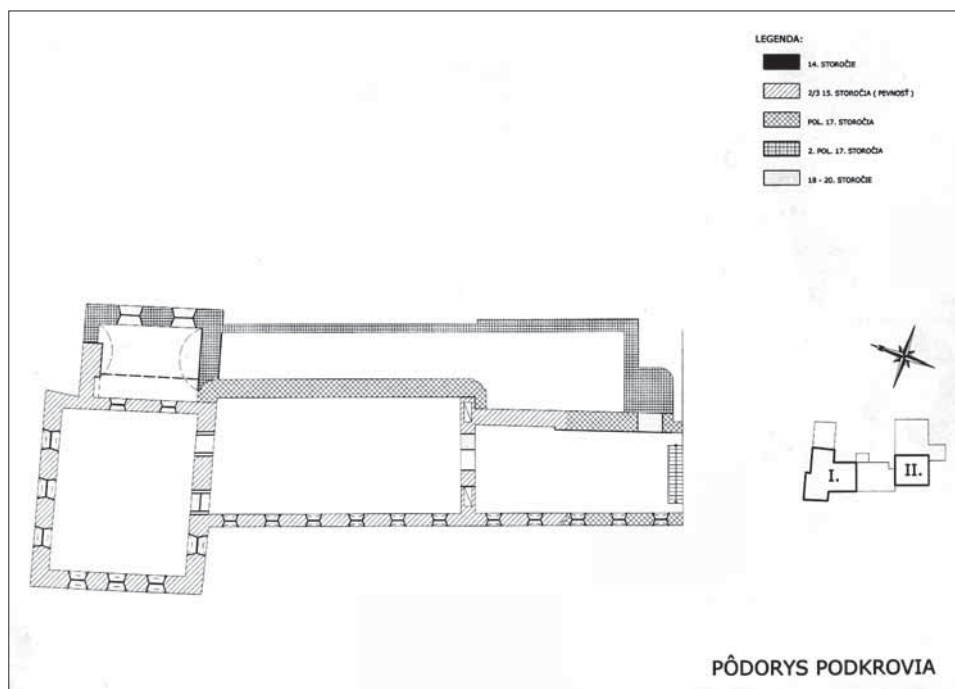 LEGENDA:
14. STOROČIE
2/3 15. STOROČIA ( PEVNOSŤ )
POL. 17. STOROČIA
2. POL. 17. STOROČIA
18 - 20. STOROČIE
I.
II.
PÔDORYS PODKROVIA